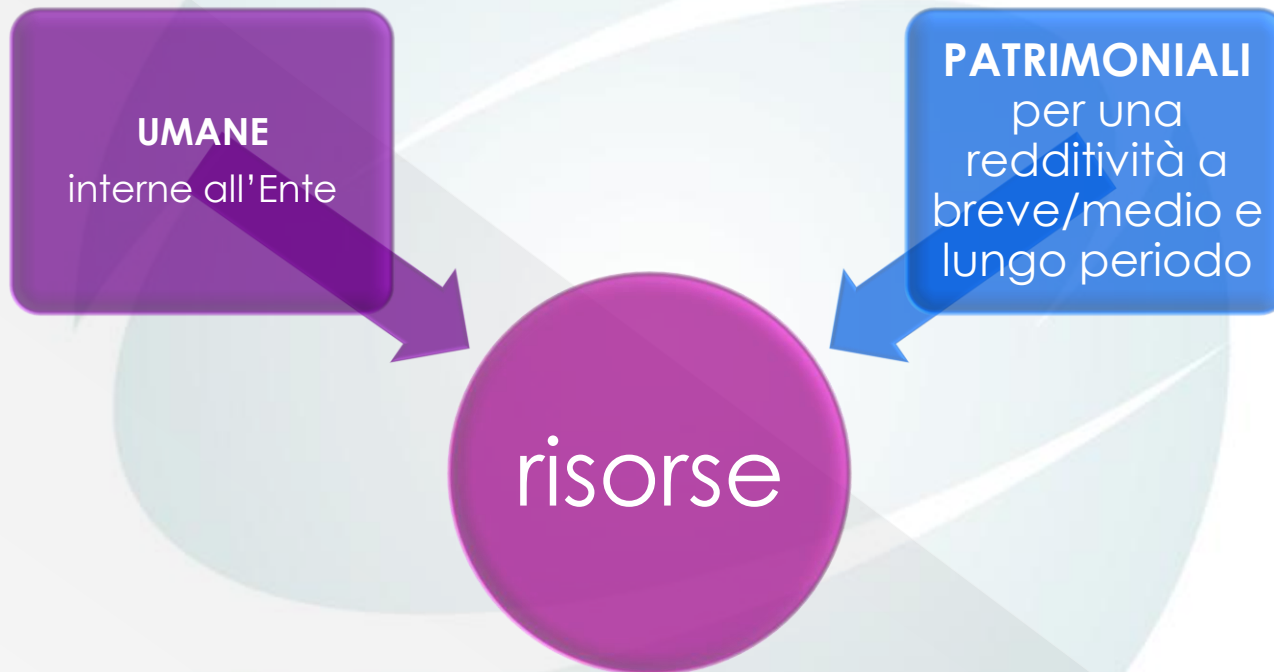 UMANE
interne all’Ente
PATRIMONIALI
per una
redditività a
breve/medio e
lungo periodo
risorse